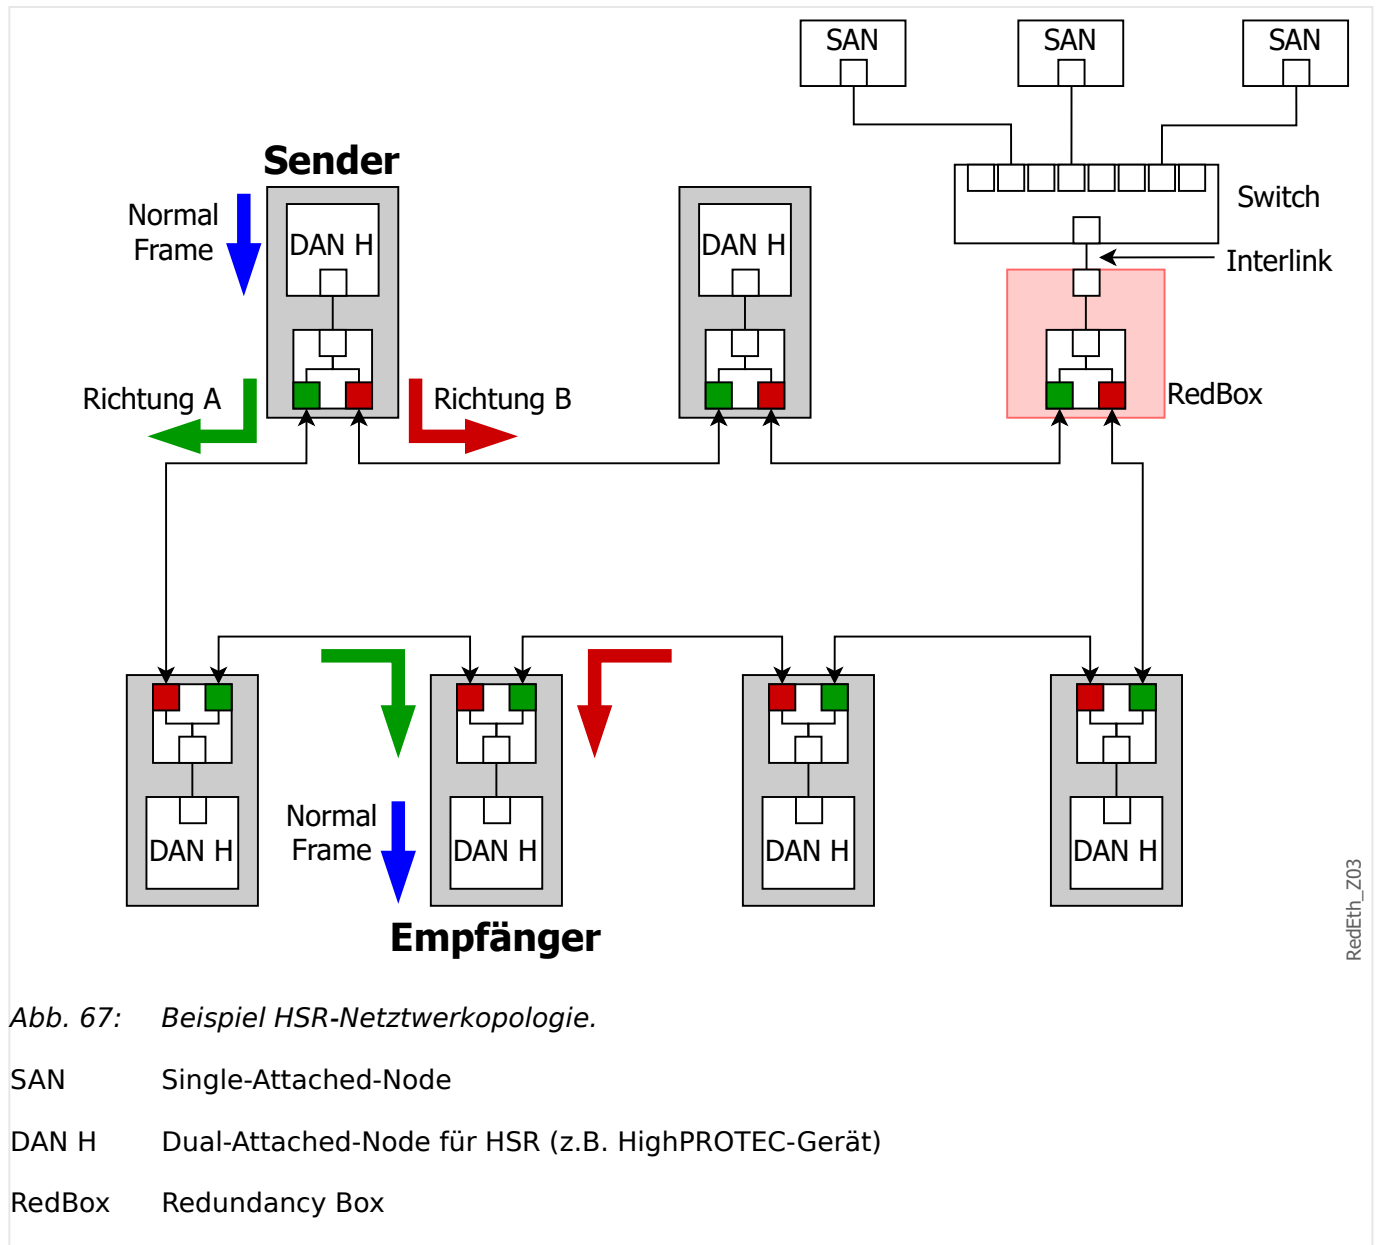 SAN SAN SAN
Sender
Normal
Frame
DAN H
DAN H
Switch
Interlink
Richtung A
Richtung B
RedBox
Normal
Frame
DAN H
DAN H
DAN H
DAN H
Empfänger
RedEth_Z03
Abb. 67: Beispiel HSR-Netztwerkopologie.
SAN Single-Attached-Node
DAN H Dual-Attached-Node für HSR (z.B. HighPROTEC-Gerät)
RedBox Redundancy Box